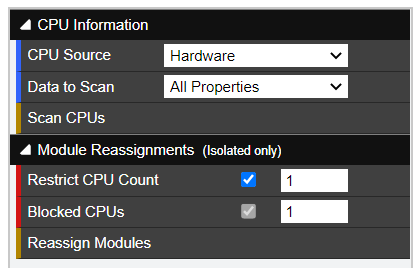 CPU Information
CPU Source Hardware
Data to Scan All Properties
Scan CPUs
Module Reassignments (Isolated only)
Restrict CPU Count 1
Blocked CPUs 1
Reassign Modules